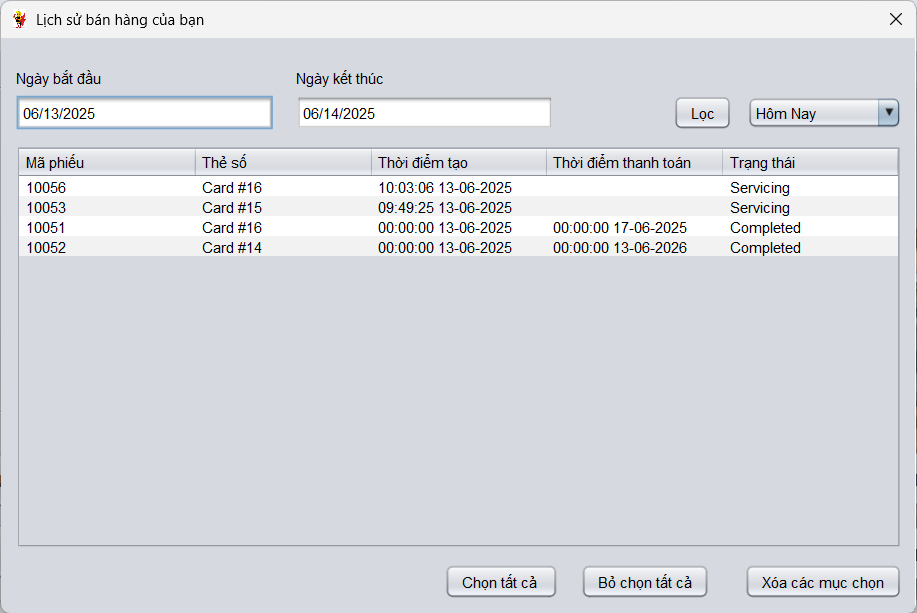 Lịch sử bán hàng của bạn
Ngày bắt đầu Ngày kết thúc
06/13/2025 06/14/2025 Lọc Hôm Nay
Mã phiếu Thẻ số Thời điểm tạo Thời điểm thanh toán Trạng thái
10056 Card #16 10:03:06 13-06-2025 Servicing
10053 Card #15 09:49:25 13-06-2025 Servicing
10051 Card #16 00:00:00 13-06-2025 00:00:00 17-06-2025 Completed
10052 Card #14 00:00:00 13-06-2025 00:00:00 13-06-2026 Completed
Chọn tất cả Bỏ chọn tất cả Xóa các mục chọn